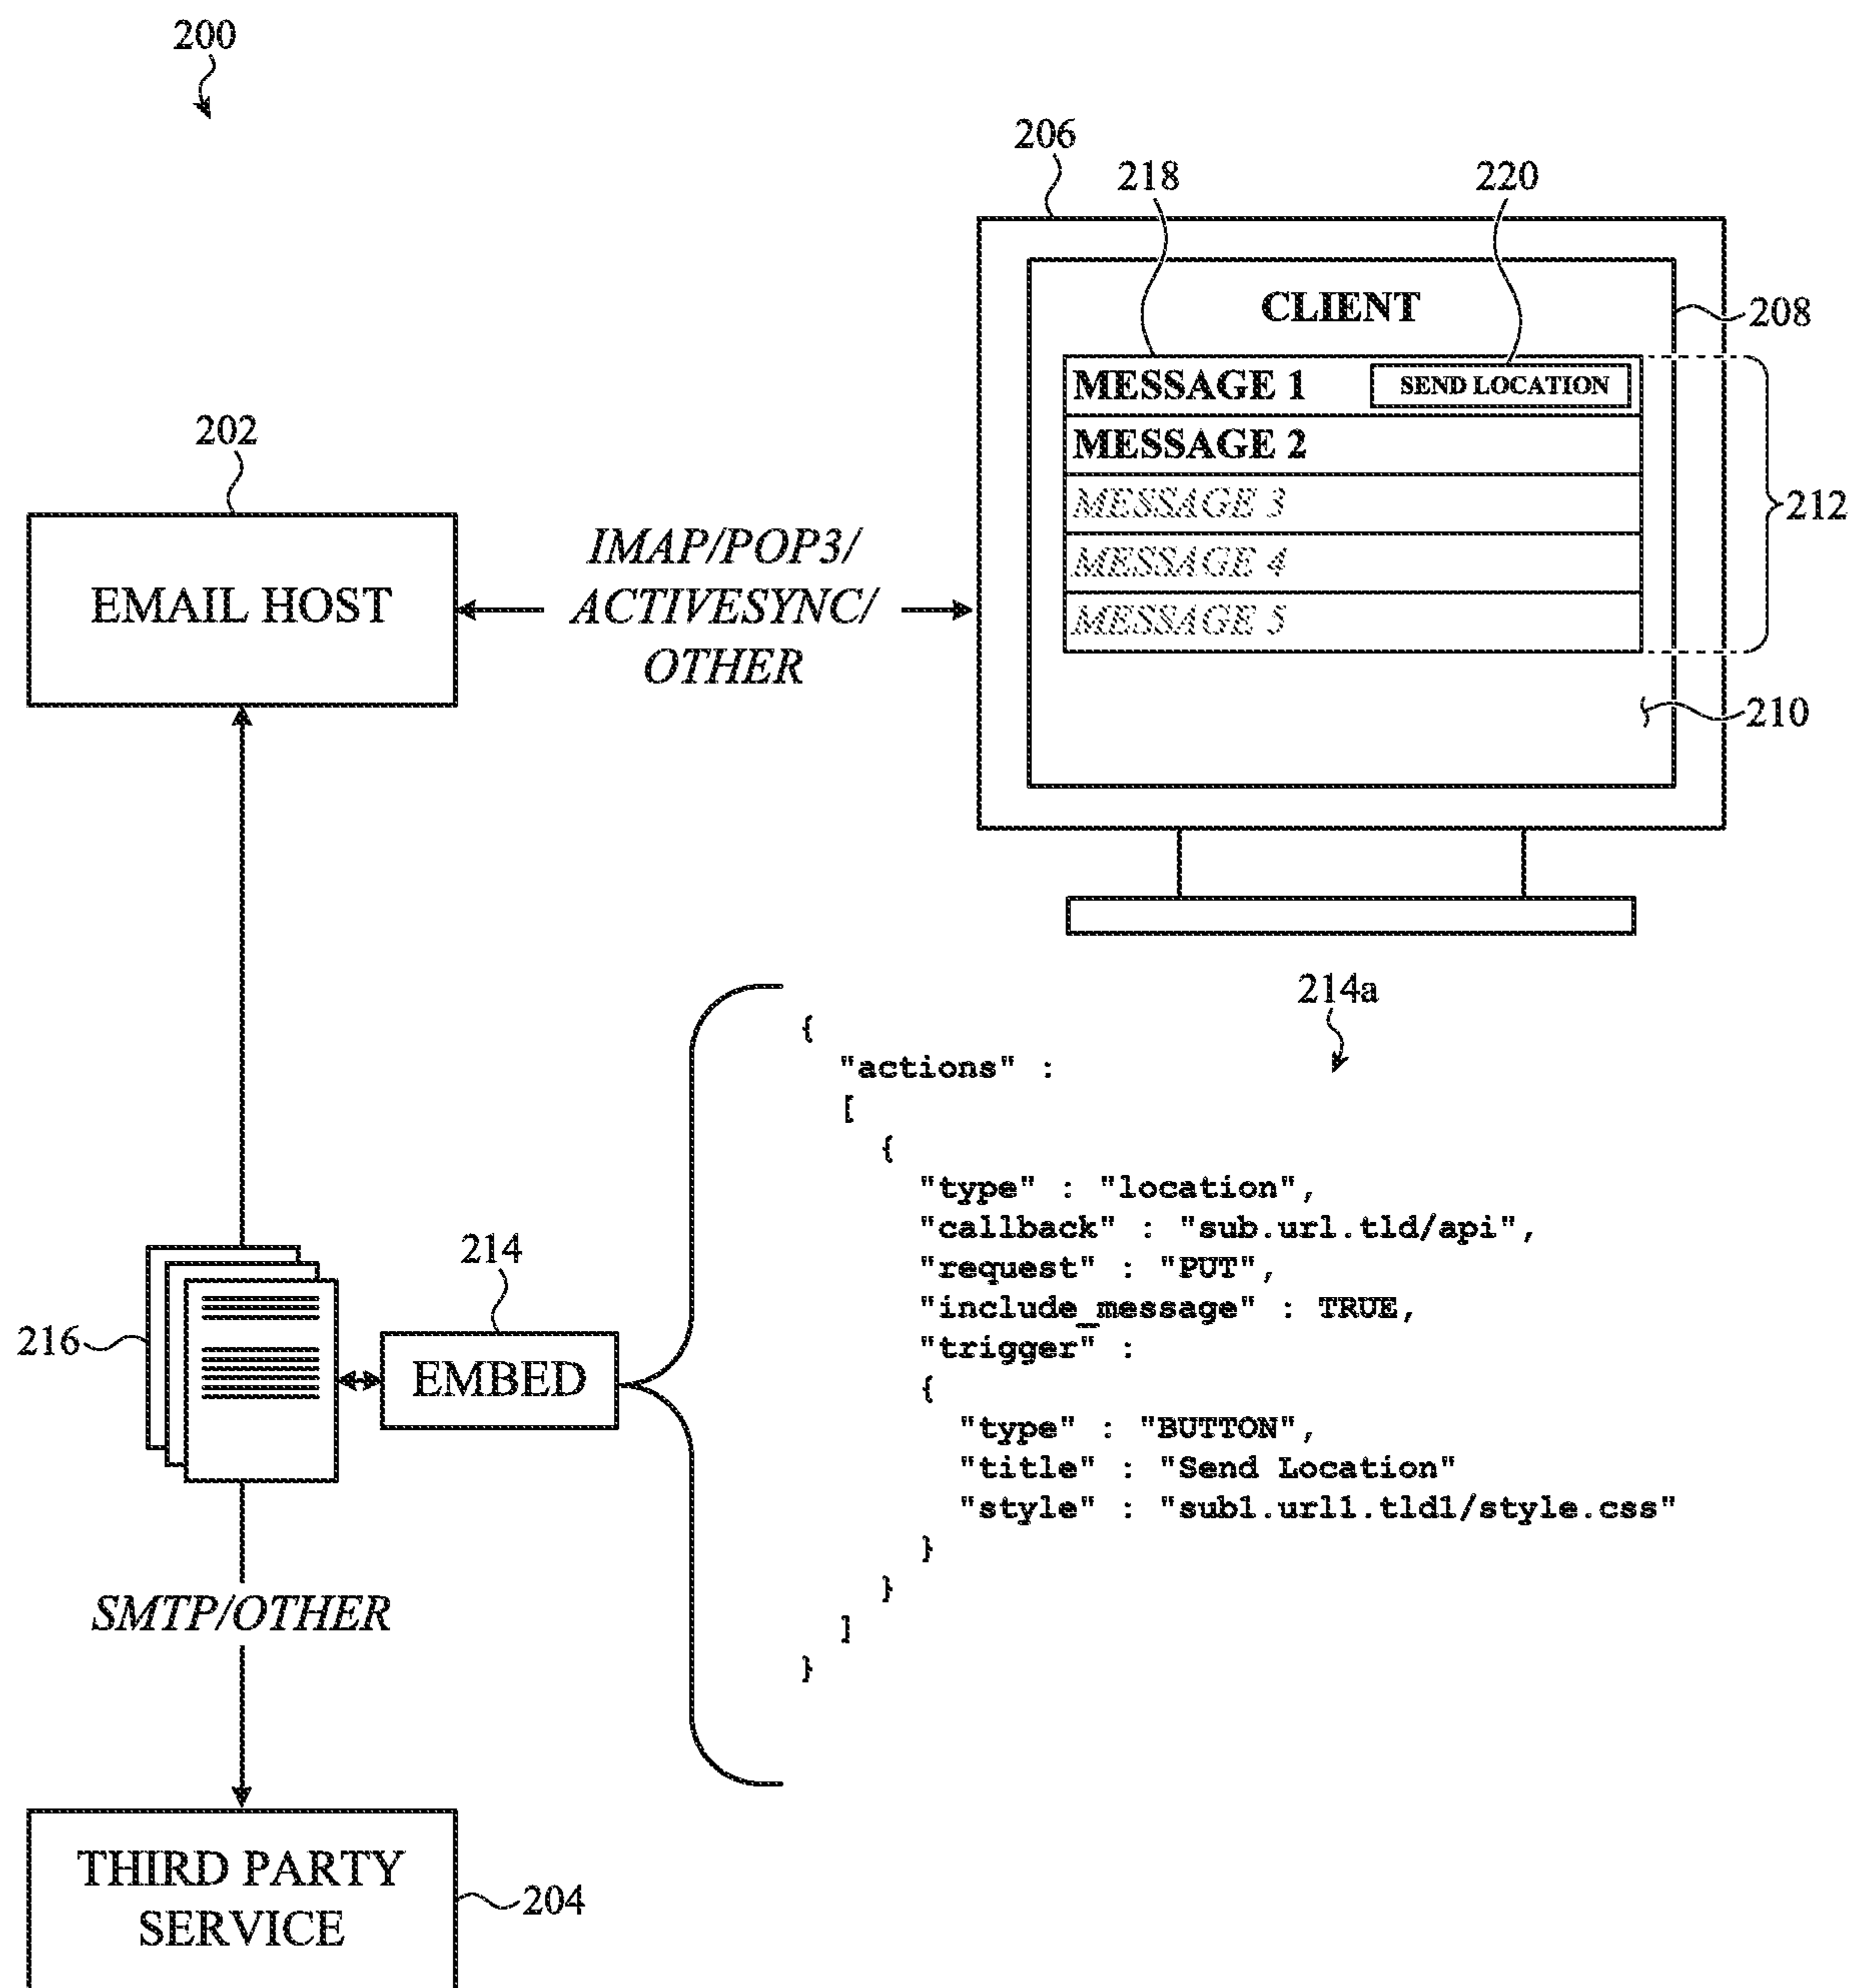 200
206
218
220
CLIENT
208
MESSAGE 1
SEND LOCATION
MESSAGE 2
MESSAGE 3
MESSAGE 4
MESSAGE 5
212
210
202
EMAIL HOST
IMAP/POP3/
ACTIVESYNC/
OTHER
214a
{
"actions" :
[
{
"type" : "location",
"callback" : "sub.url.tld/api",
"request" : "PUT",
"include_message" : TRUE,
"trigger" :
{
"type" : "BUTTON",
"title" : "Send Location"
"style" : "sub1.url1.tld1/style.css"
}
}
]
}
214
216
EMBED
SMTP/OTHER
THIRD PARTY
SERVICE
204